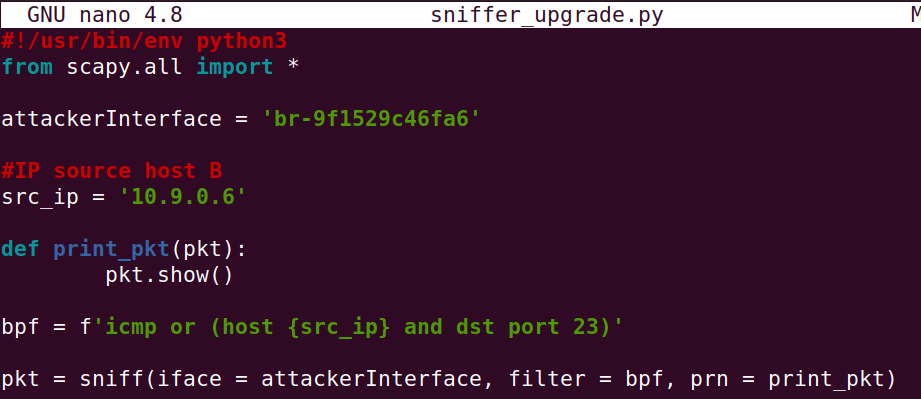 GNU nano 4.8 sniffer_upgrade.py M
#!/usr/bin/env python3
from scapy.all import *
attackerInterface = 'br-9f1529c46fa6'
#IP source host B
src_ip = '10.9.0.6'
def print_pkt(pkt):
        pkt.show()
bpf = f'icmp or (host {src_ip} and dst port 23)'
pkt = sniff(iface = attackerInterface, filter = bpf, prn = print_pkt)